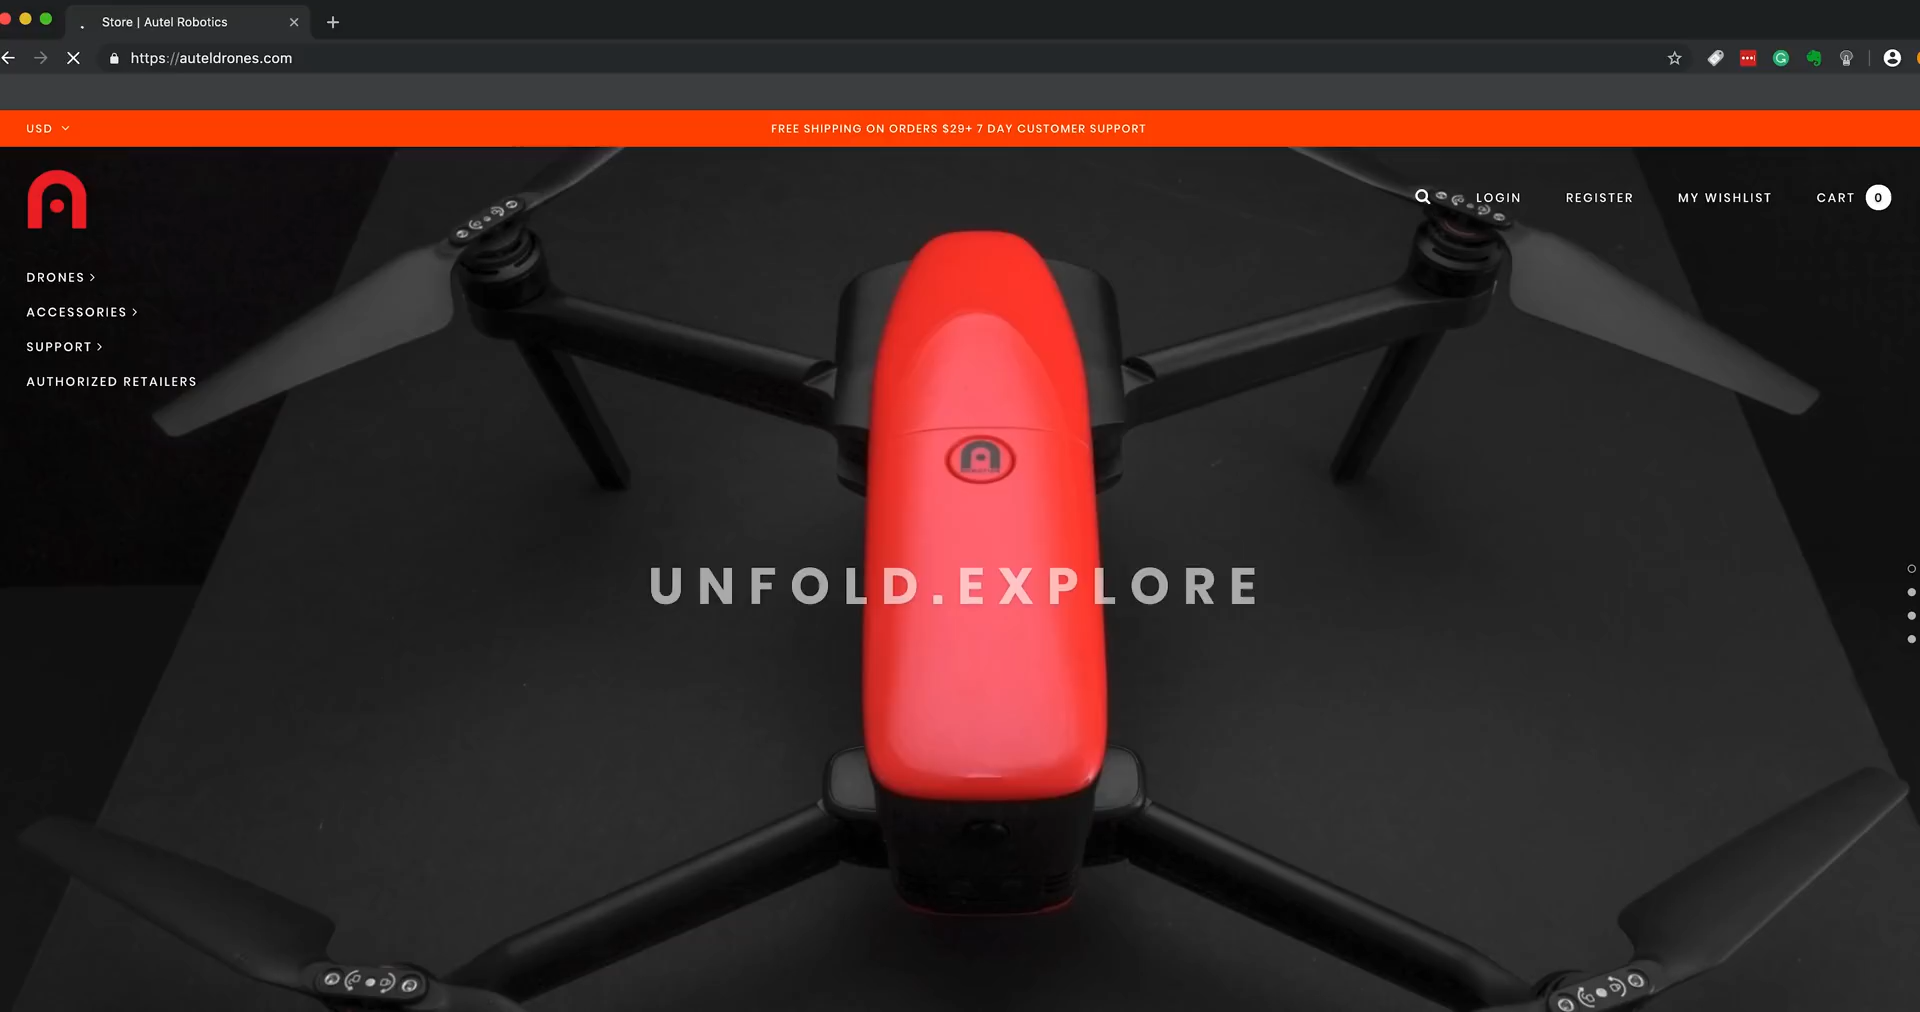 Store | Autel Robotics
https://auteldrones.com
USD
FREE SHIPPING ON ORDERS $29+ 7 DAY CUSTOMER SUPPORT
LOGIN
REGISTER
MY WISHLIST
CART 0
DRONES >
ACCESSORIES >
SUPPORT >
AUTHORIZED RETAILERS
UNFOLD.EXPLORE